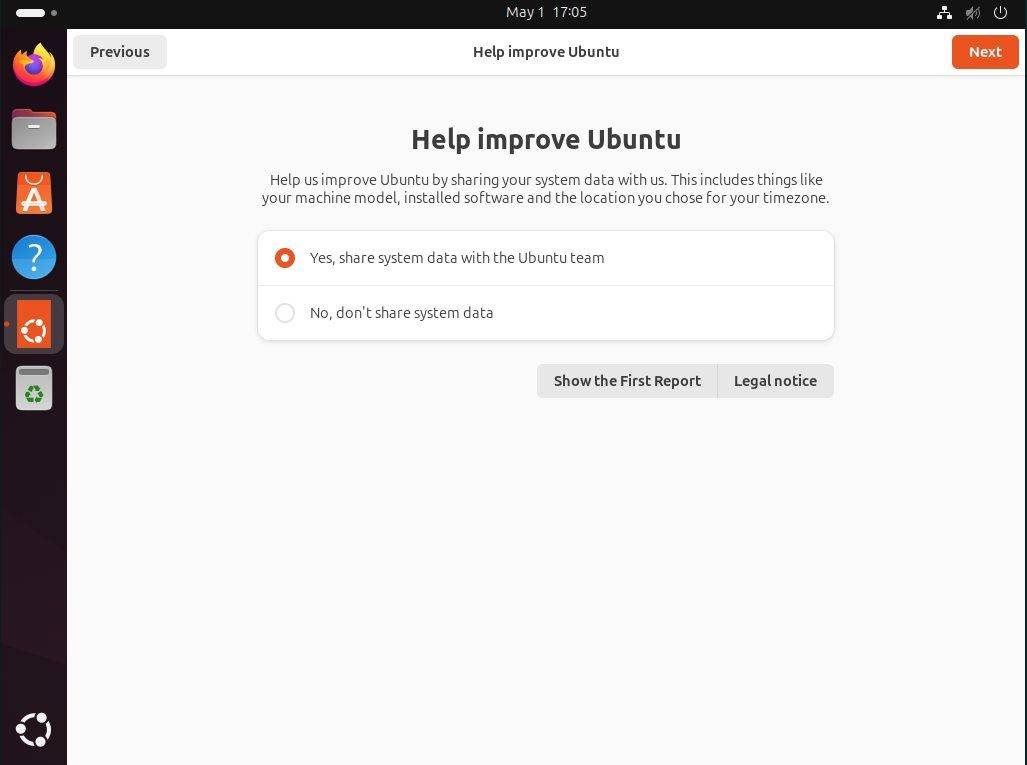 May 1 17:05
Previous
Help improve Ubuntu
Next
Help improve Ubuntu
Help us improve Ubuntu by sharing your system data with us. This includes things like
your machine model, installed software and the location you chose for your timezone.
Yes, share system data with the Ubuntu team
No, don't share system data
Show the First Report
Legal notice